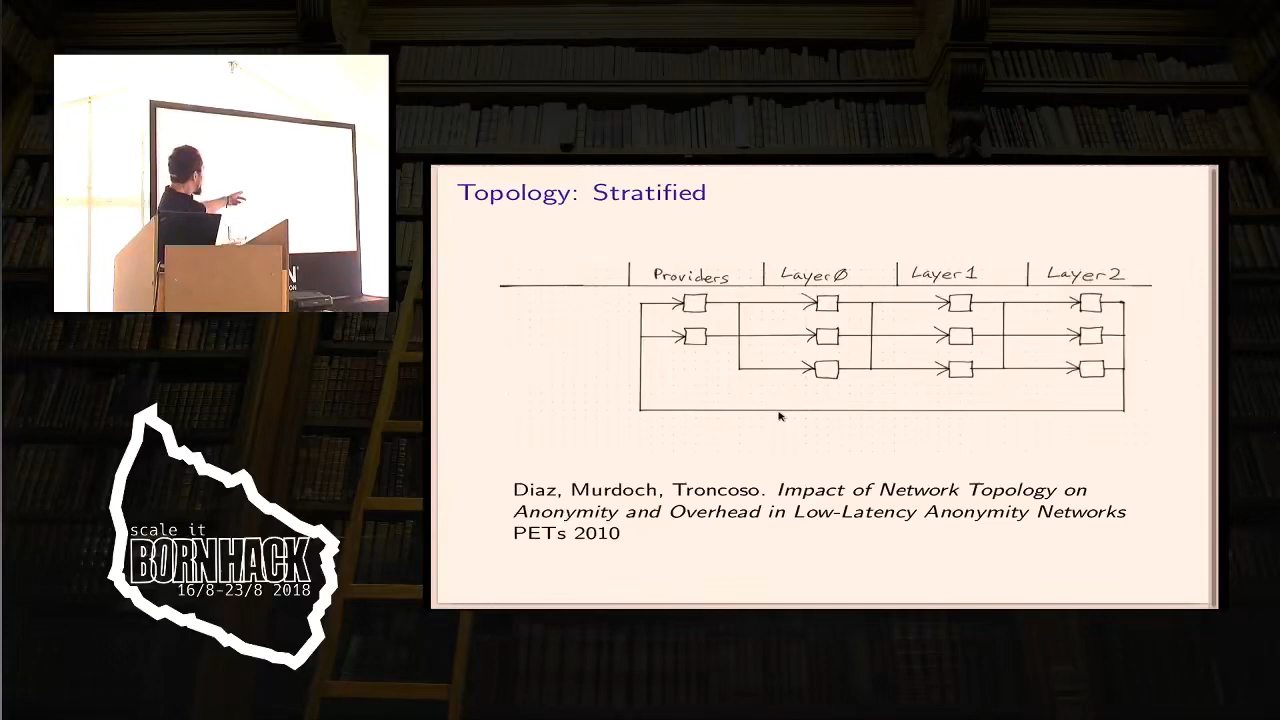 Topology: Stratified
Providers
Layer0
Layer1
Layer2
Diaz, Murdoch, Troncoso. Impact of Network Topology on
Anonymity and Overhead in Low-Latency Anonymity Networks
PETs 2010
scale it
BORNHACK
16/8-23/8 2018